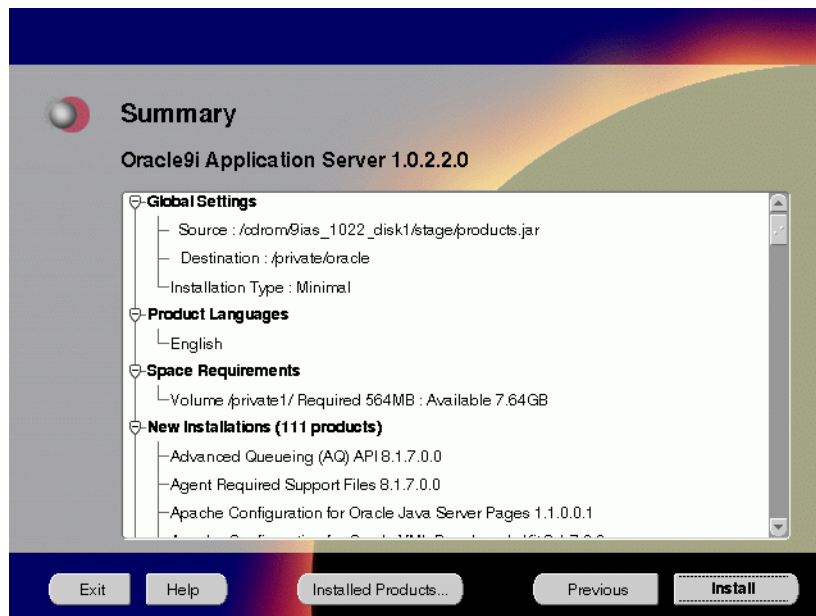 Summary
Oracle9i Application Server 1.0.2.2.0
Global Settings
Source : /cdrom/9ias_1022_disk1/stage/products.jar
Destination : /private/oracle
Installation Type : Minimal
Product Languages
English
Space Requirements
Volume /private1/ Required 564MB : Available 7.64GB
New Installations (111 products)
Advanced Queueing (AQ) API 8.1.7.0.0
Agent Required Support Files 8.1.7.0.0
Apache Configuration for Oracle Java Server Pages 1.1.0.0.1
Exit
Help
Installed Products...
Previous
Install